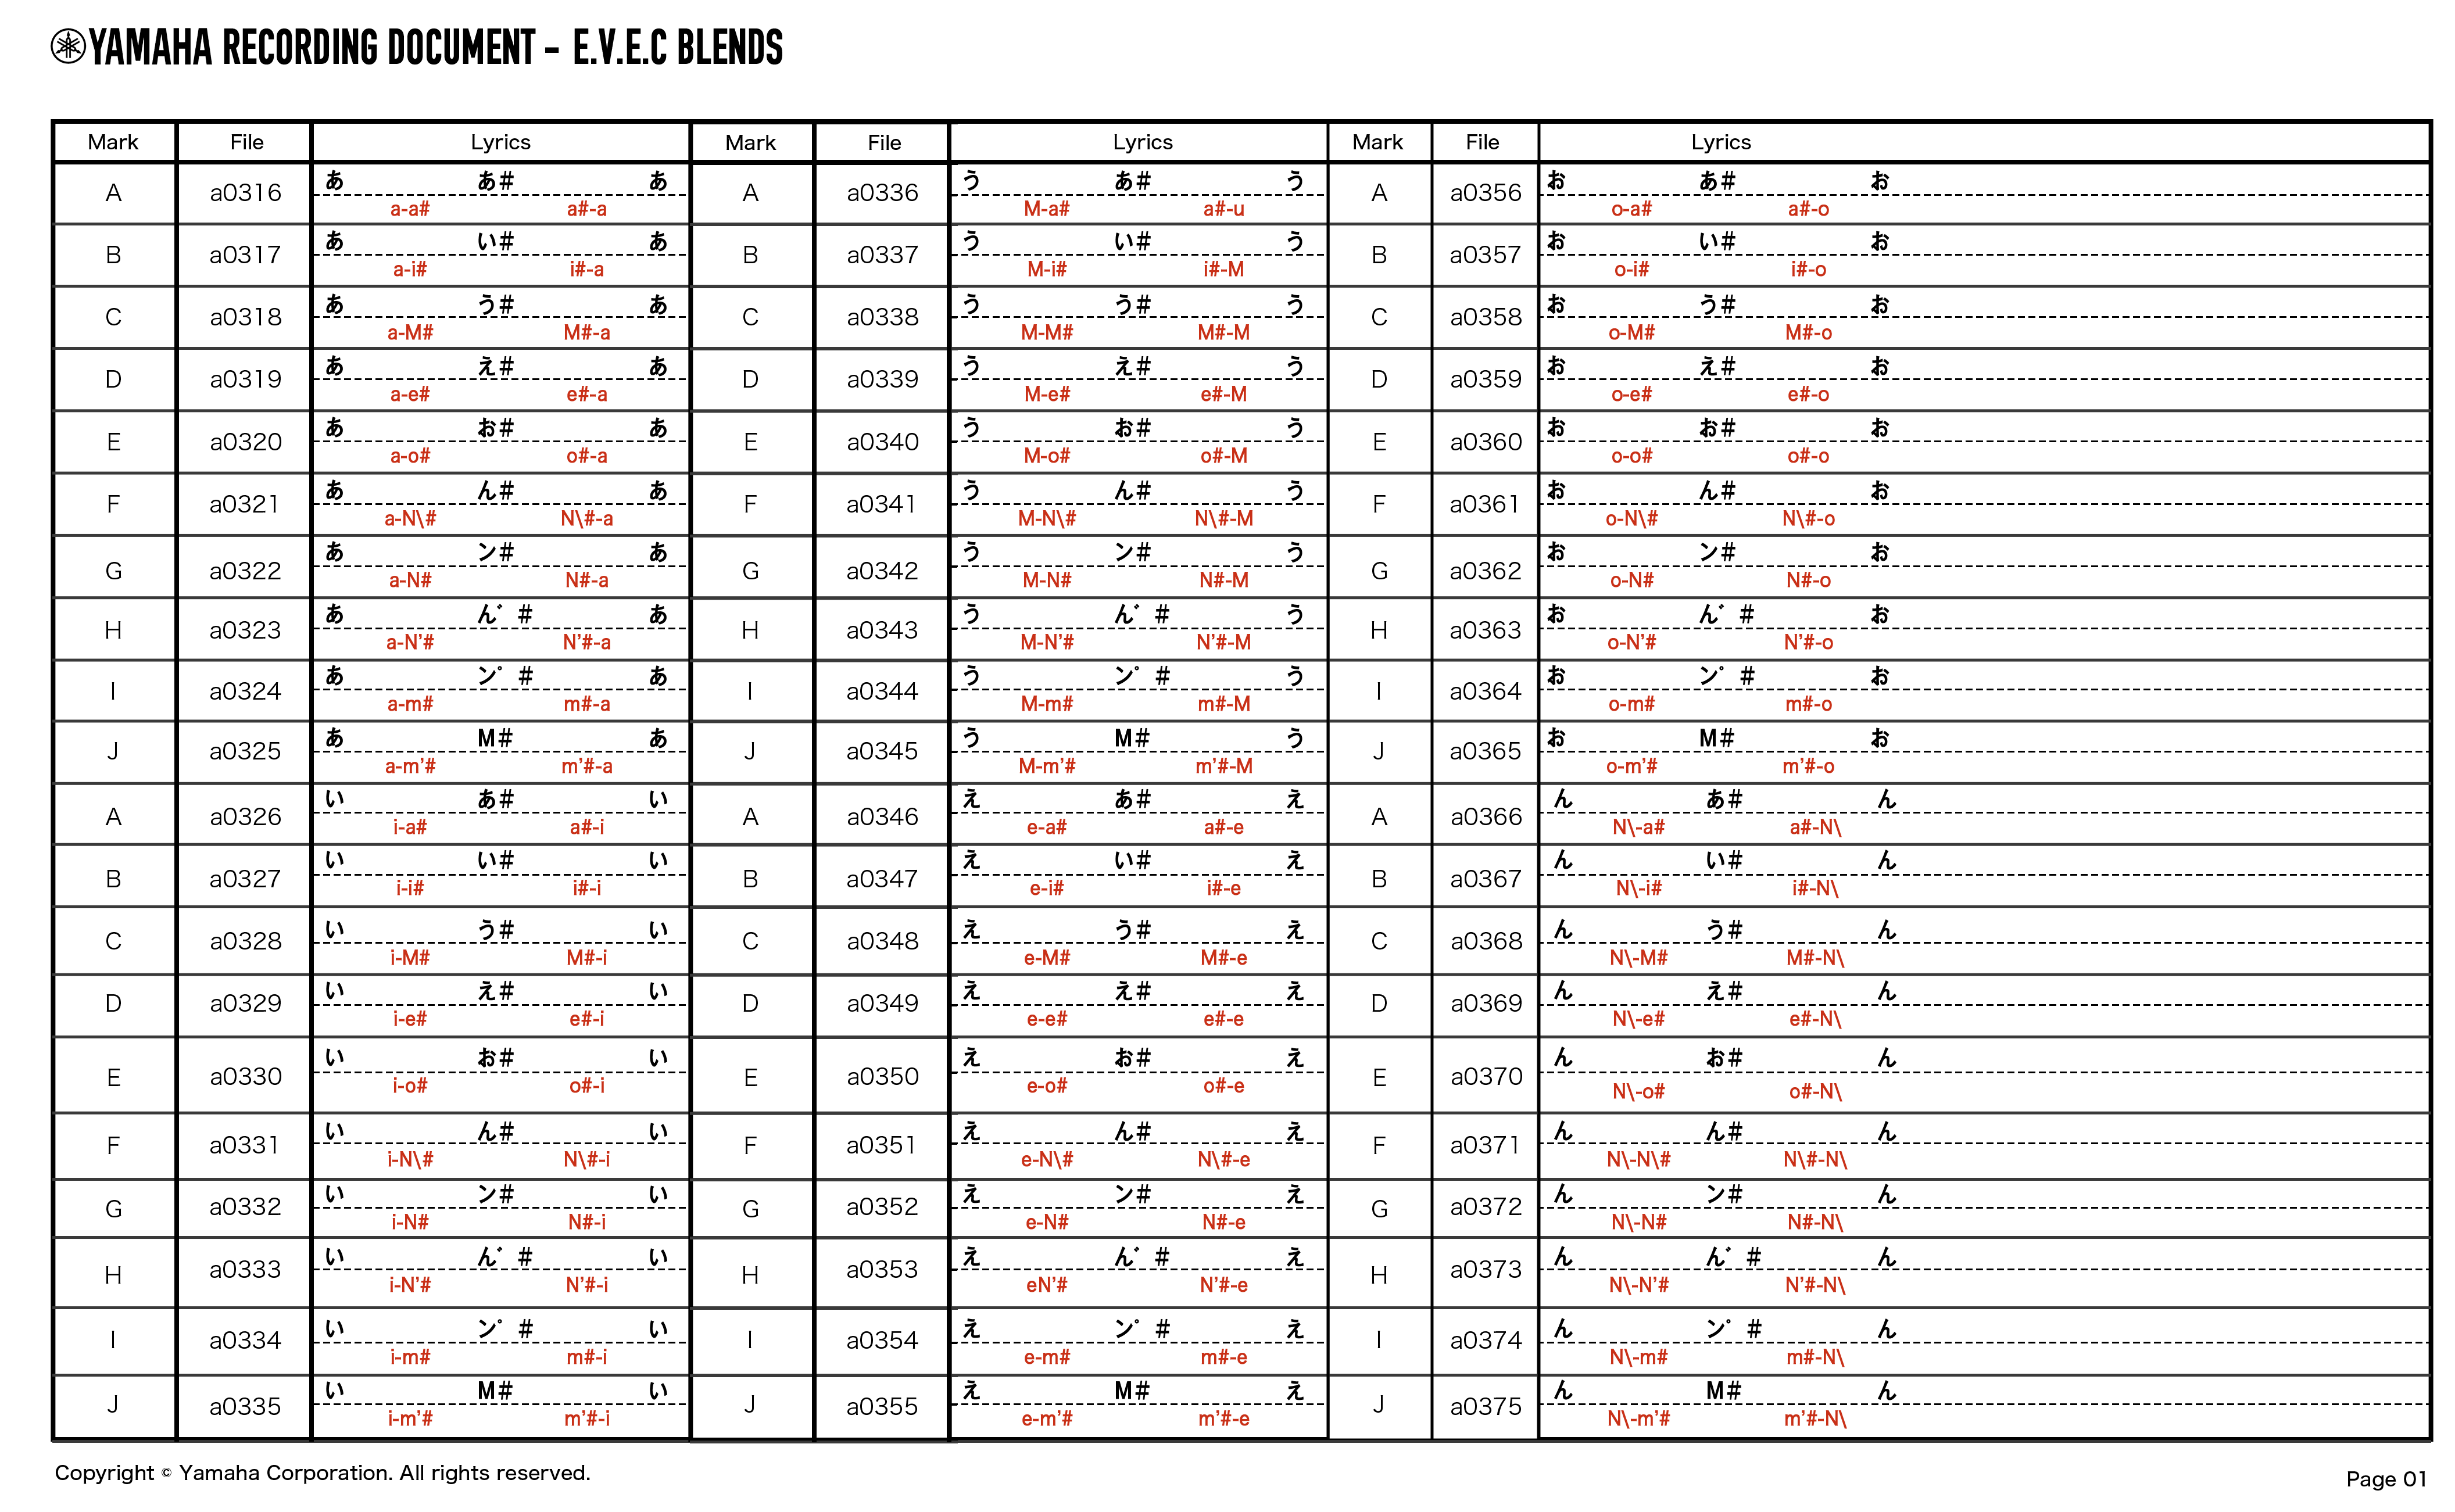 YAMAHA RECORDING DOCUMENT - E.V.E.C BLENDS
Mark File Lyrics Mark File Lyrics Mark File Lyrics
A a0316 あ あ# あ A a0336 う あ# う A a0356 お あ# お
a-a# a#-a M-a# a#-u o-a# a#-o
B a0317 あ い# あ B a0337 う い# う B a0357 お い# お
a-i# i#-a M-i# i#-M o-i# i#-o
C a0318 あ う# あ C a0338 う う# う C a0358 お う# お
a-M# M#-a M-M# M#-M o-M# M#-o
D a0319 あ え# あ D a0339 う え# う D a0359 お え# お
a-e# e#-a M-e# e#-M o-e# e#-o
E a0320 あ お# あ E a0340 う お# う E a0360 お お# お
a-o# o#-a M-o# o#-M o-o# o#-o
F a0321 あ ん# あ F a0341 う ん# う F a0361 お ん# お
a-N\# N\#-a M-N\# N\#-M o-N\# N\#-o
G a0322 あ ン# あ G a0342 う ン# う G a0362 お ン# お
a-N# N#-a M-N# N#-M o-N# N#-o
H a0323 あ ん゛# あ H a0343 う ん゛# う H a0363 お ん゛# お
a-N’# N’#-a M-N’# N’#-M o-N’# N’#-o
I a0324 あ ン゜# あ I a0344 う ン゜# う I a0364 お ン゜# お
a-m# m#-a M-m# m#-M o-m# m#-o
J a0325 あ M# あ J a0345 う M# う J a0365 お M# お
a-m’# m’#-a M-m’# m’#-M o-m’# m’#-o
A a0326 い あ# い A a0346 え あ# え A a0366 ん あ# ん
i-a# a#-i e-a# a#-e N\-a# a#-N\
B a0327 い い# い B a0347 え い# え B a0367 ん い# ん
i-i# i#-i e-i# i#-e N\-i# i#-N\
C a0328 い う# い C a0348 え う# え C a0368 ん う# ん
i-M# M#-i e-M# M#-e N\-M# M#-N\
D a0329 い え# い D a0349 え え# え D a0369 ん え# ん
i-e# e#-i e-e# e#-e N\-e# e#-N\
E a0330 い お# い E a0350 え お# え E a0370 ん お# ん
i-o# o#-i e-o# o#-e N\-o# o#-N\
F a0331 い ん# い F a0351 え ん# え F a0371 ん ん# ん
i-N\# N\#-i e-N\# N\#-e N\-N\# N\#-N\
G a0332 い ン# い G a0352 え ン# え G a0372 ん ン# ん
i-N# N#-i e-N# N#-e N\-N# N#-N\
H a0333 い ん゛# い H a0353 え ん゛# え H a0373 ん ん゛# ん
i-N’# N’#-i eN’# N’#-e N\-N’# N’#-N\
I a0334 い ン゜# い I a0354 え ン゜# え I a0374 ん ン゜# ん
i-m# m#-i e-m# m#-e N\-m# m#-N\
J a0335 い M# い J a0355 え M# え J a0375 ん M# ん
i-m’# m’#-i e-m’# m’#-e N\-m’# m’#-N\
Copyright © Yamaha Corporation. All rights reserved.
Page 01